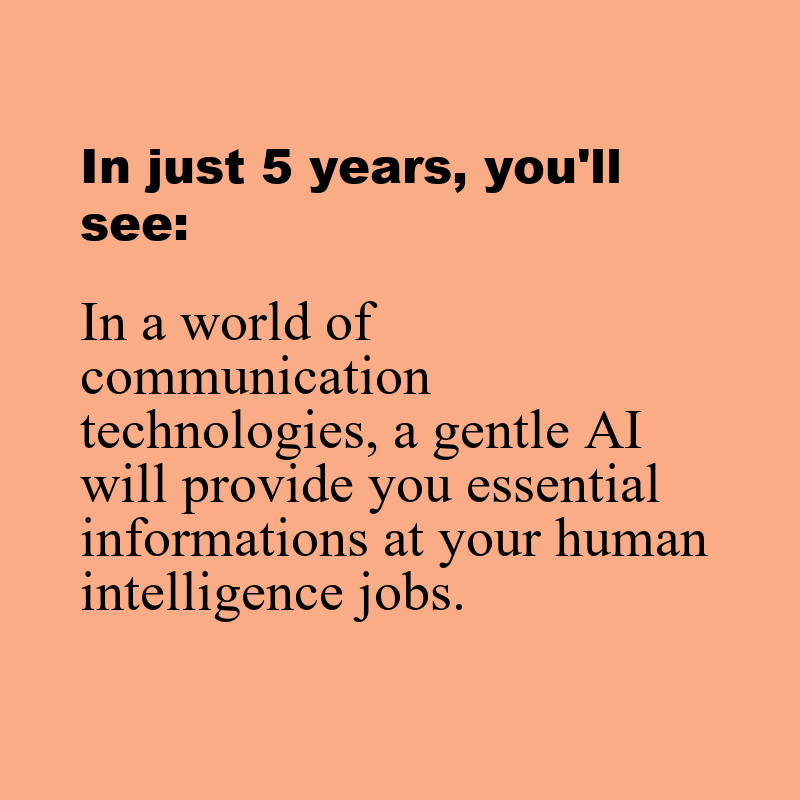 In just 5 years, you'll
see:
In a world of
communication
technologies, a gentle AI
will provide you essential
informations at your human
intelligence jobs.